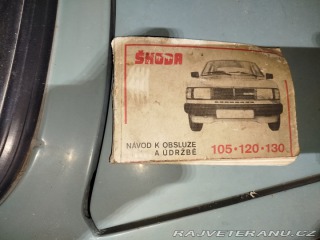 ŠKODA
NÁVOD K OBSLUZE
A ÚDRŽBĚ
105 • 120 • 130
RAJVETERANU.CZ